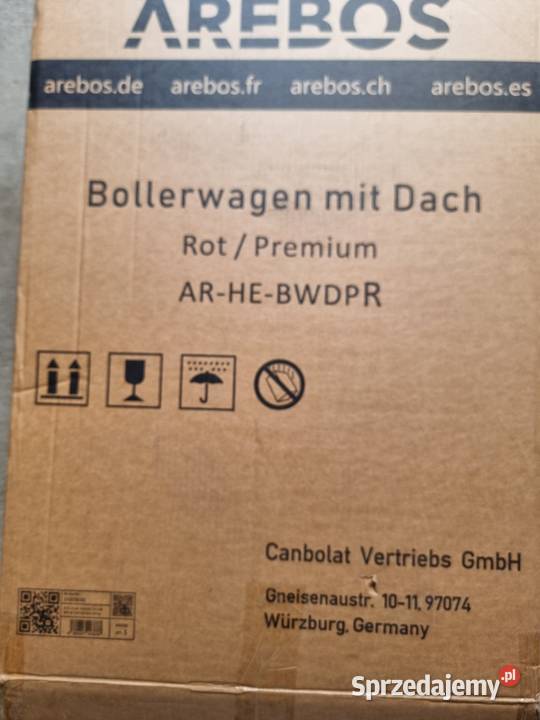 AREBOS
arebos.de arebos.fr arebos.ch arebos.es
Bollerwagen mit Dach
Rot / Premium
AR-HE-BWDPR
Canbolat Vertriebs GmbH
Gneisenaustr. 10-11, 97074
Würzburg, Germany
Sprzedajemy.pl